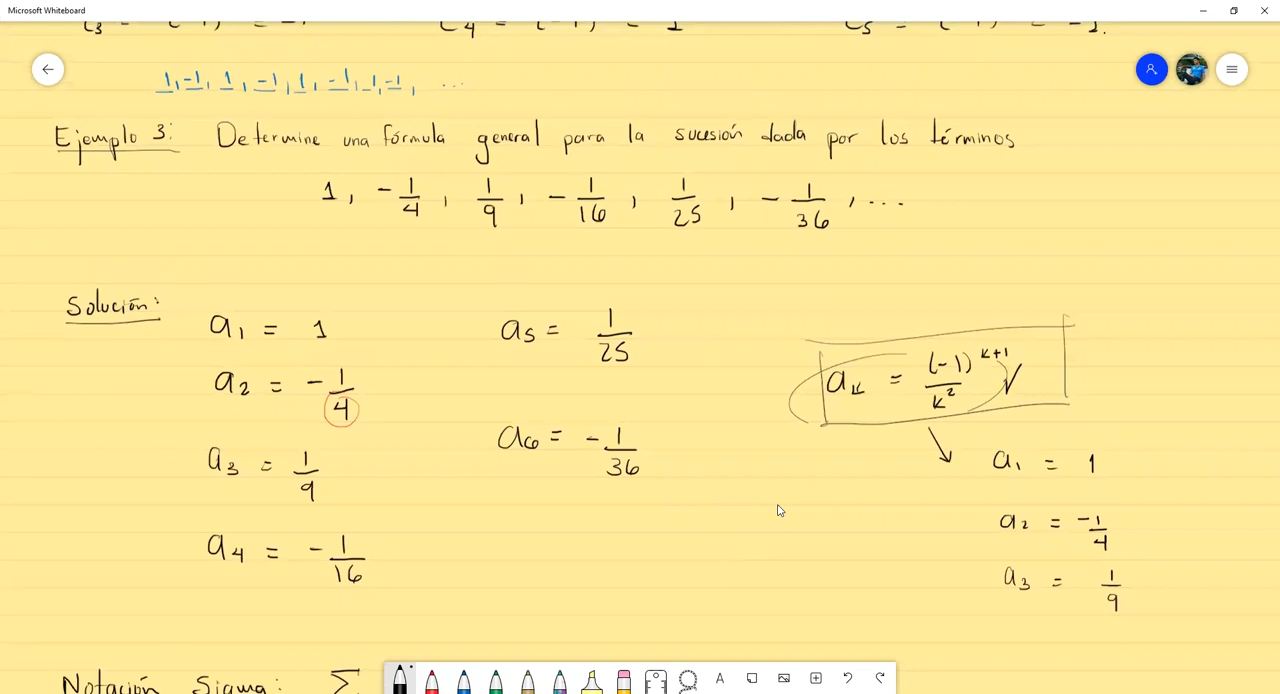 Microsoft Whiteboard
1, -1, 1, -1, 1, -1, 1, -1, ...
Ejemplo 3: Determine una fórmula general para la sucesión dada por los términos
1, -1/4, 1/9, -1/16, 1/25, -1/36, ...
Solución:
a1 = 1
a2 = -1/4
a3 = 1/9
a4 = -1/16
a5 = 1/25
a6 = -1/36
aκ = (-1)^κ+1/κ² ✓
a1 = 1
a2 = -1/4
a3 = 1/9
Notación Sigma: Σ